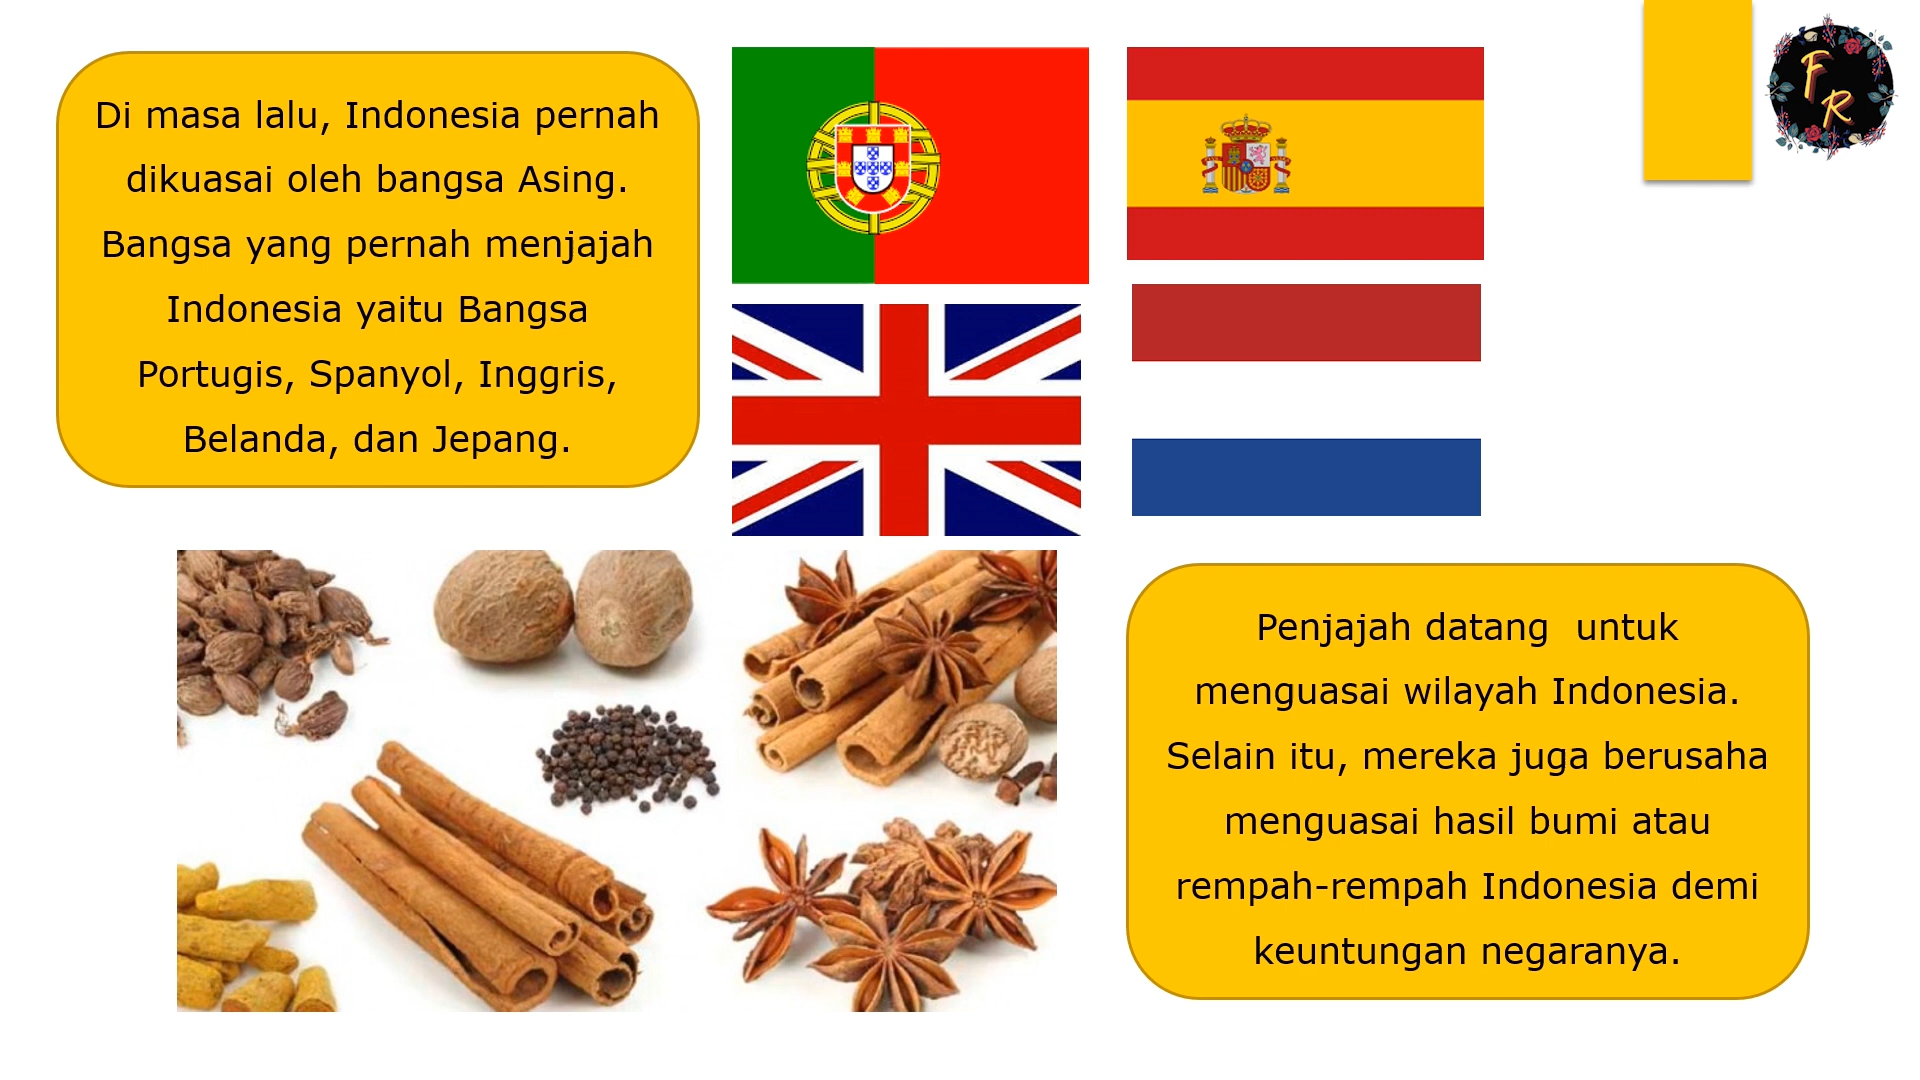 Di masa lalu, Indonesia pernah
dikuasai oleh bangsa Asing.
Bangsa yang pernah menjajah
Indonesia yaitu Bangsa
Portugis, Spanyol, Inggris,
Belanda, dan Jepang.
F
R
Penjajah datang  untuk
menguasai wilayah Indonesia.
Selain itu, mereka juga berusaha
menguasai hasil bumi atau
rempah-rempah Indonesia demi
keuntungan negaranya.